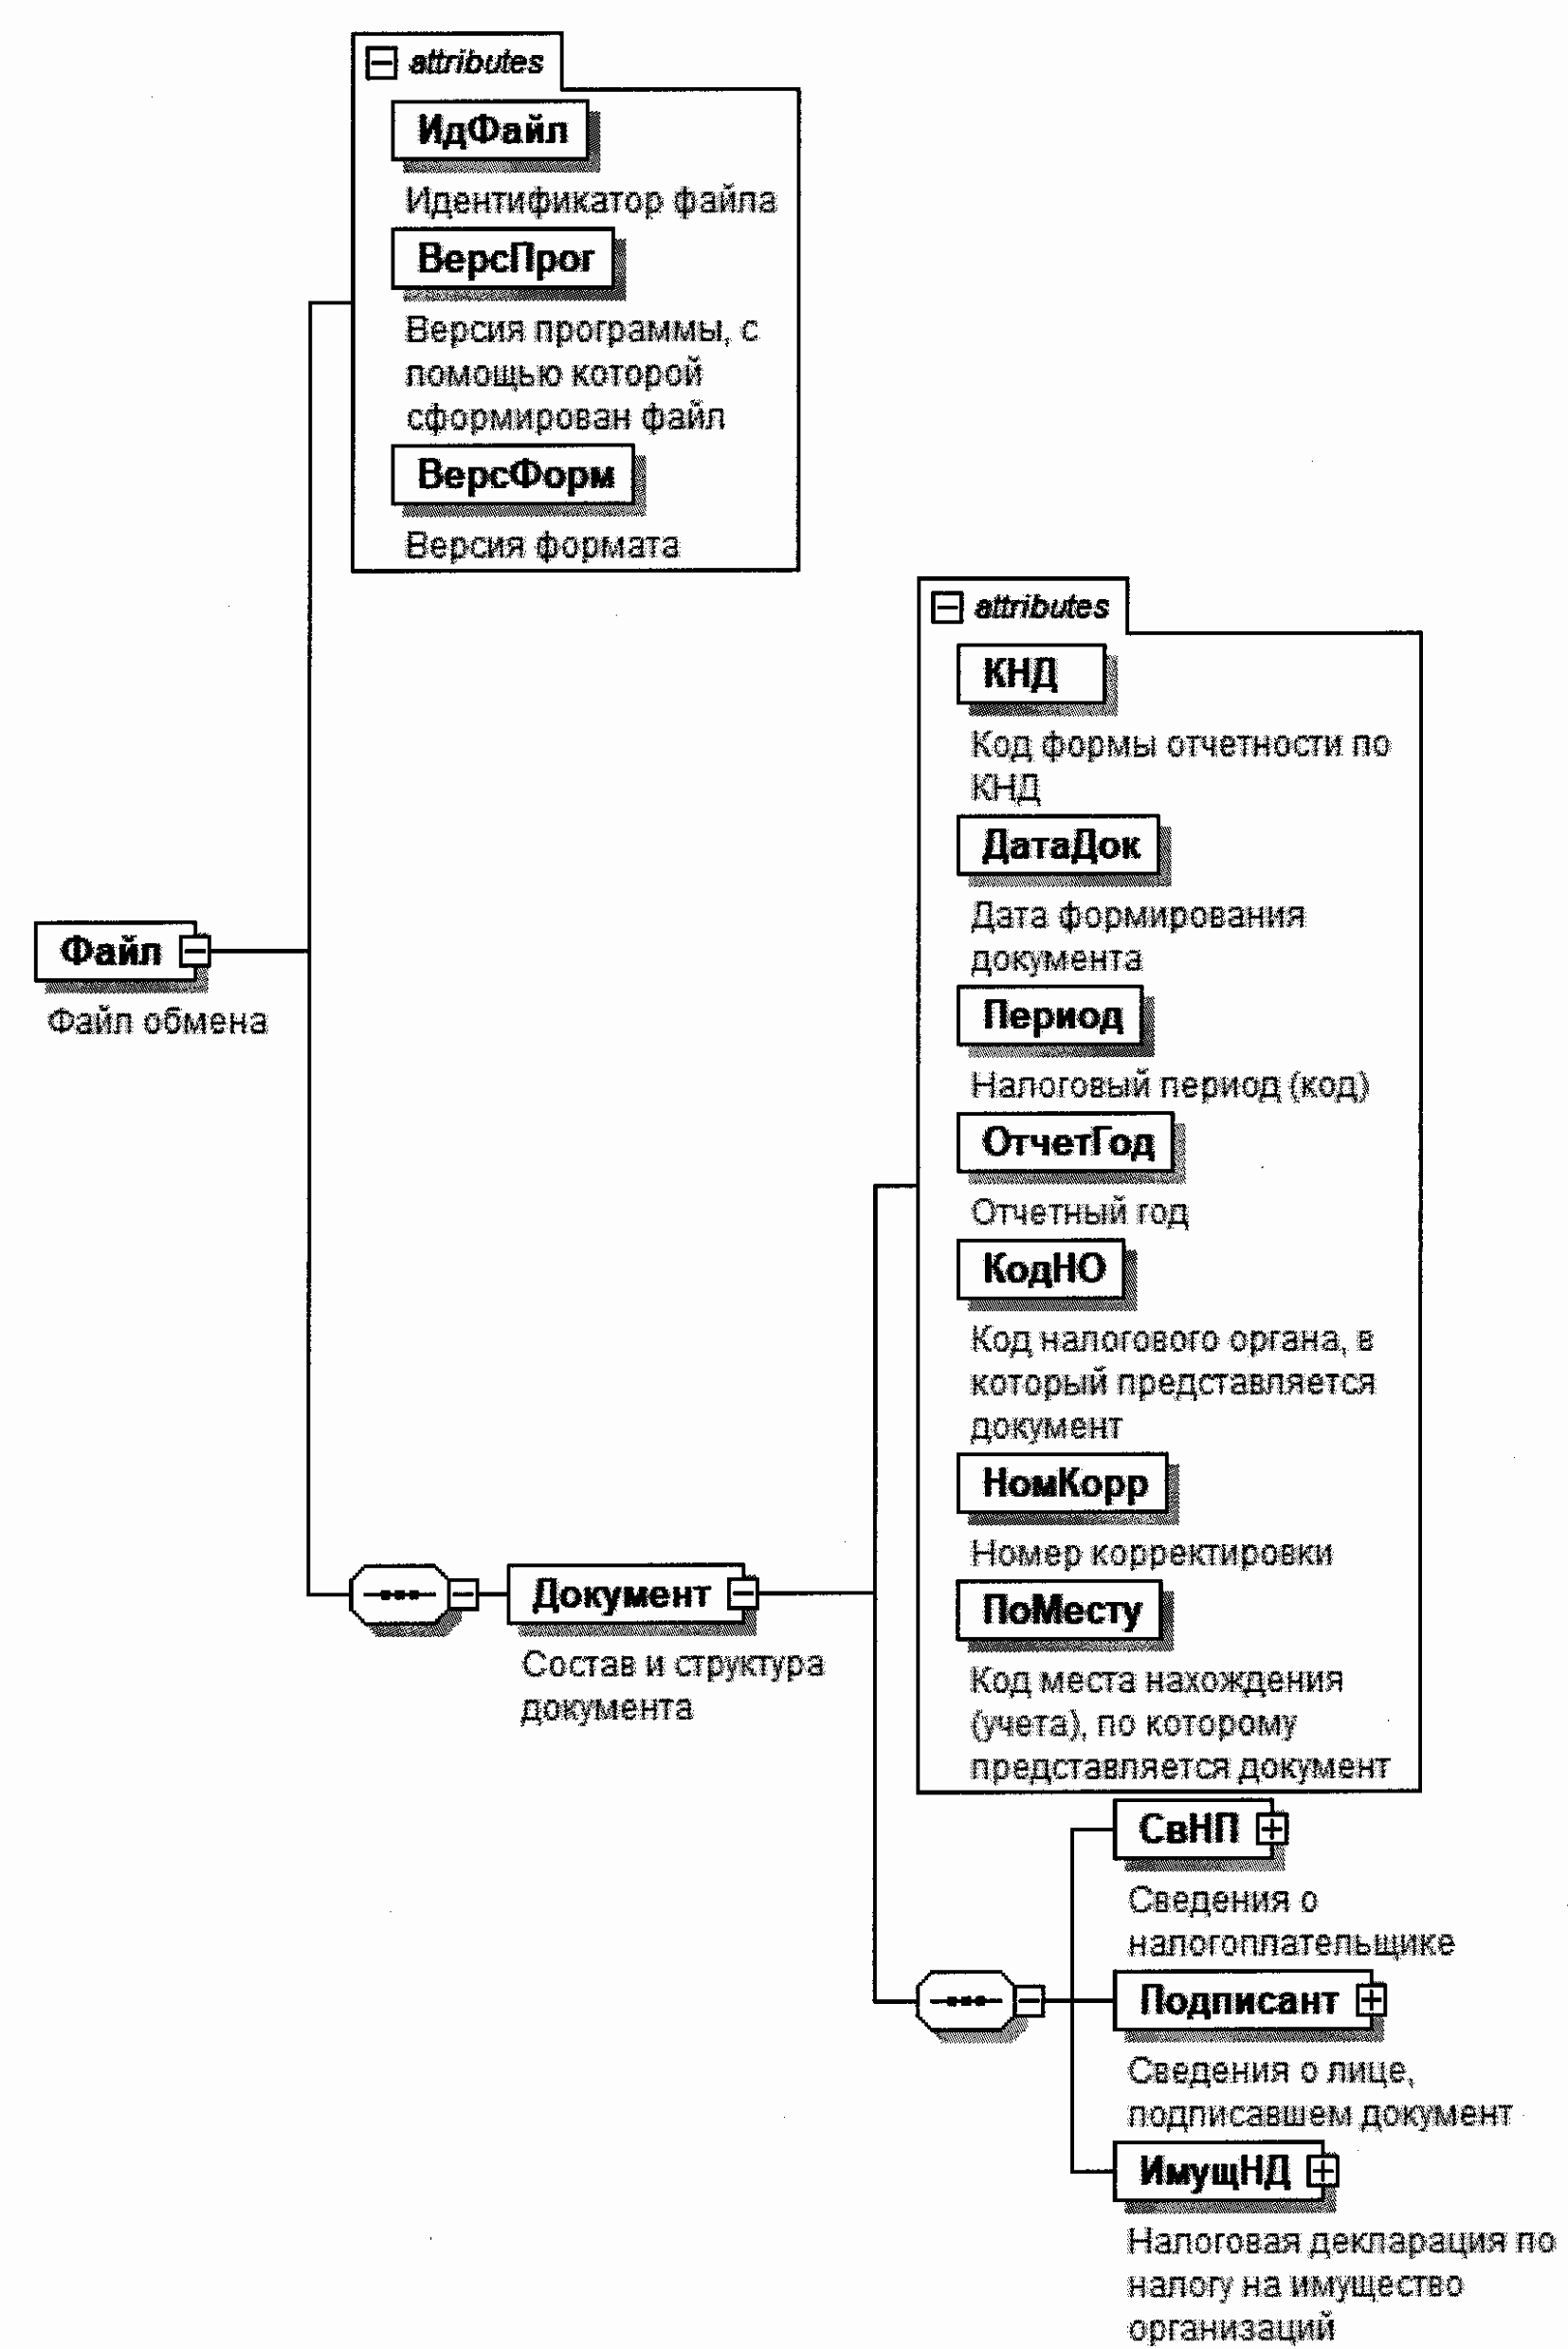 attributes
ИдФайл
Идентификатор файла
ВерсПрог
Версия программы, с
помощью которой
сформирован файл
ВерсФорм
Версия формата
Файл
Файл обмена
Документ
Состав и структура
документа
attributes
КНД
Код формы отчетности по
КНД
ДатаДок
Дата формирования
документа
Период
Налоговый период (код)
ОтчетГод
Отчетный год
КодНО
Код налогового органа, в
который представляется
документ
НомКорр
Номер корректировки
ПоМесту
Код места нахождения
(учета), по которому
представляется документ
СвНП
Сведения о
налогоплательщике
Подписант
Сведения о лице,
подписавшем документ
ИмущНД
Налоговая декларация по
налогу на имущество
организаций